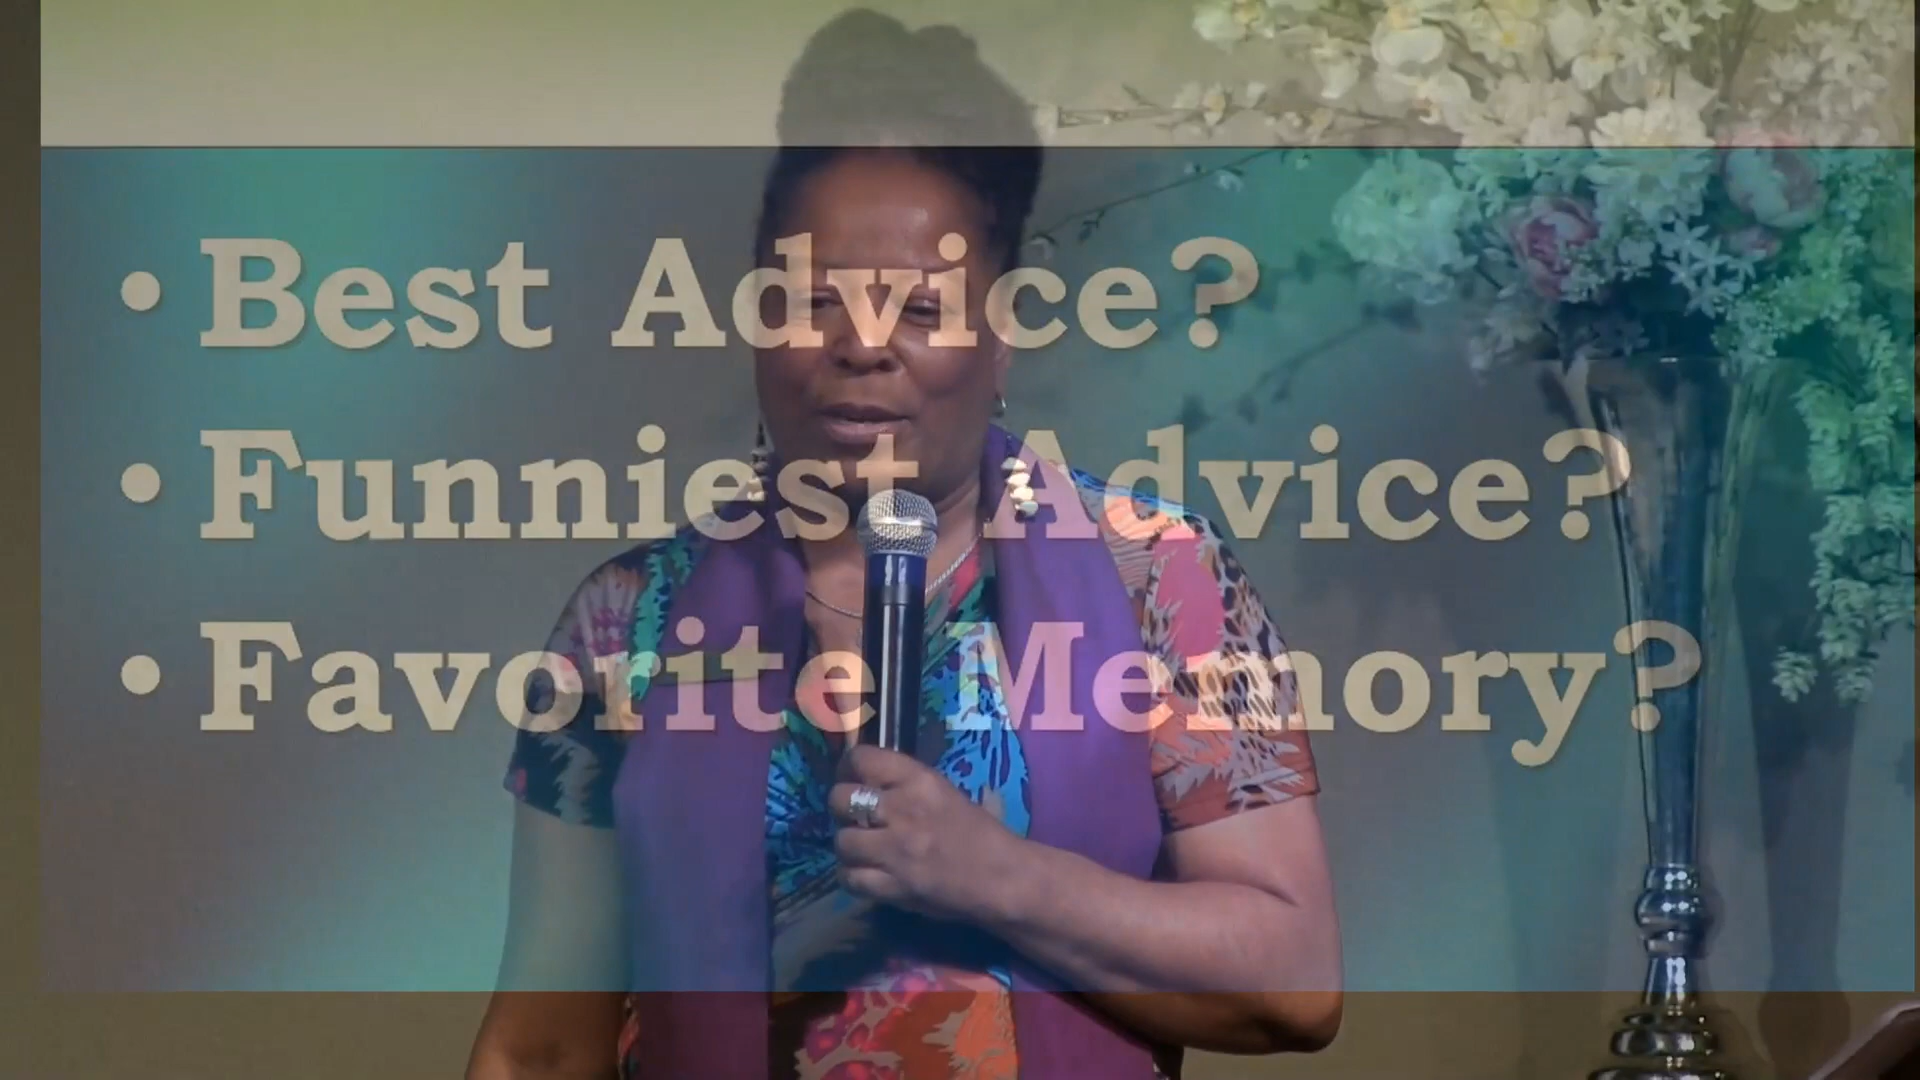 • Best Advice?
• Funniest Advice?
• Favorite Memory?